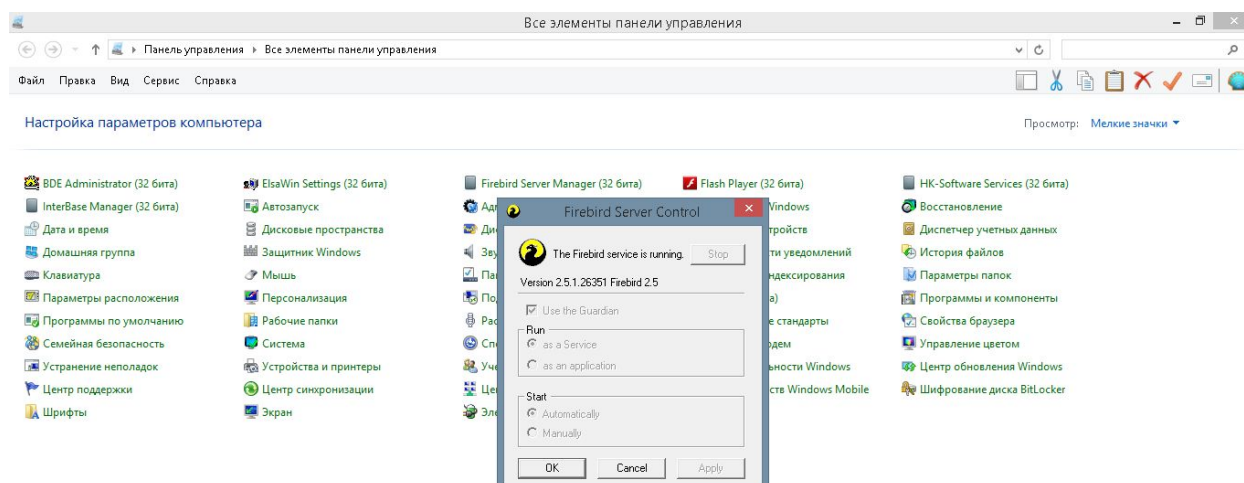 Все элементы панели управления
Панель управления Все элементы панели управления
Файл Правка Вид Сервис Справка
Настройка параметров компьютера
Просмотр: Мелкие значки
BDE Administrator (32 бита) ElsaWin Settings (32 бита) Firebird Server Manager (32 бита) Flash Player (32 бита) HK-Software Services (32 бита)
InterBase Manager (32 бита) Автозапуск Windows Восстановление
Дата и время Дисковые пространства Диспетчер учетных данных
Домашняя группа Защитник Windows уведомлений История файлов
Клавиатура Мышь Параметры папок
Параметры расположения Персонализация Программы и компоненты
Программы по умолчанию Рабочие папки стандарты Свойства браузера
Семейная безопасность Система Управление цветом
Устранение неполадок Устройства и принтеры Windows Центр обновления Windows
Центр поддержки Центр синхронизации Windows Mobile Шифрование диска BitLocker
Шрифты Экран
Firebird Server Control
The Firebird service is running. Stop
Version 2.5.1.26351 Firebird 2.5
Use the Guardian
Run
as a Service
as an application
Start
Automatically
Manually
OK Cancel Apply